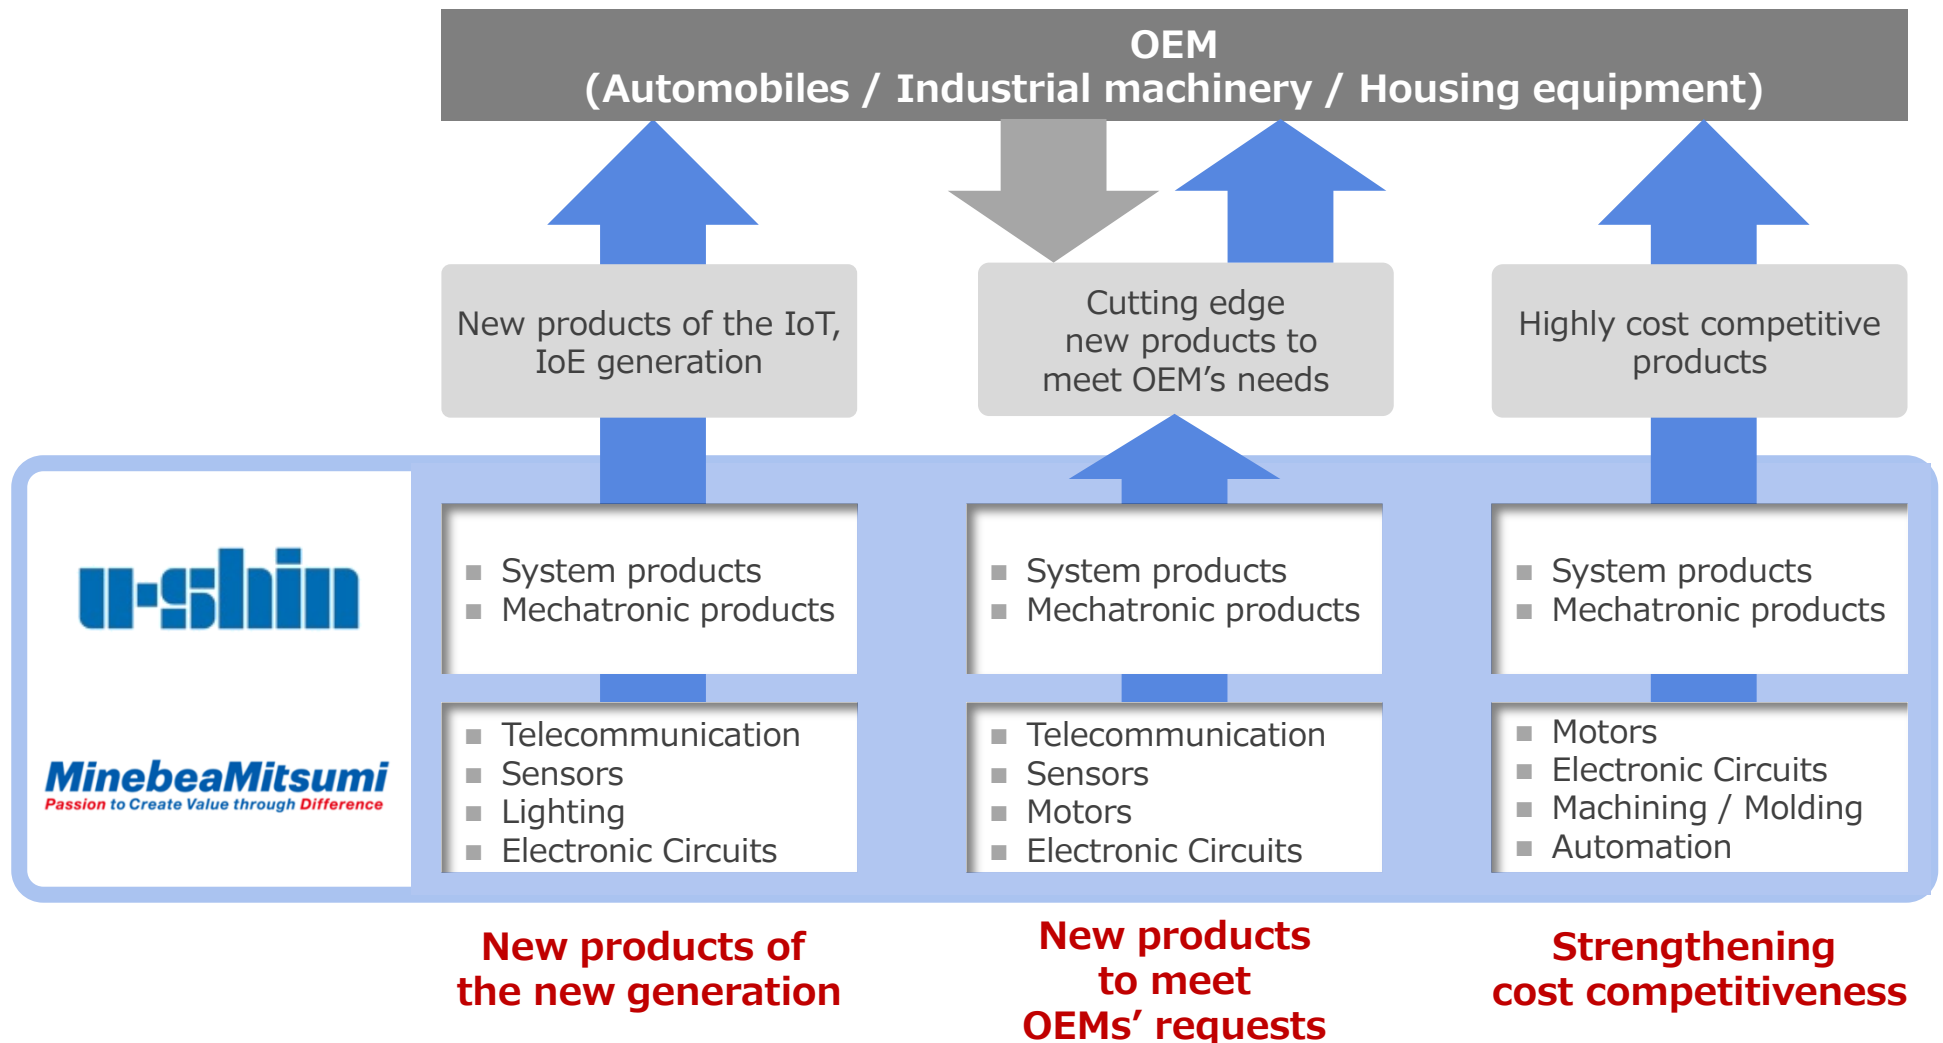 OEM
(Automobiles / Industrial machinery / Housing equipment)
New products of the IoT,
IoE generation
Cutting edge
new products to
meet OEM’s needs
Highly cost competitive
products
u-shin
System products
Mechatronic products
System products
Mechatronic products
System products
Mechatronic products
MinebeaMitsumi
Passion to Create Value through Difference
Telecommunication
Sensors
Lighting
Electronic Circuits
Telecommunication
Sensors
Motors
Electronic Circuits
Motors
Electronic Circuits
Machining / Molding
Automation
New products of
the new generation
New products
to meet
OEMs’ requests
Strengthening
cost competitiveness